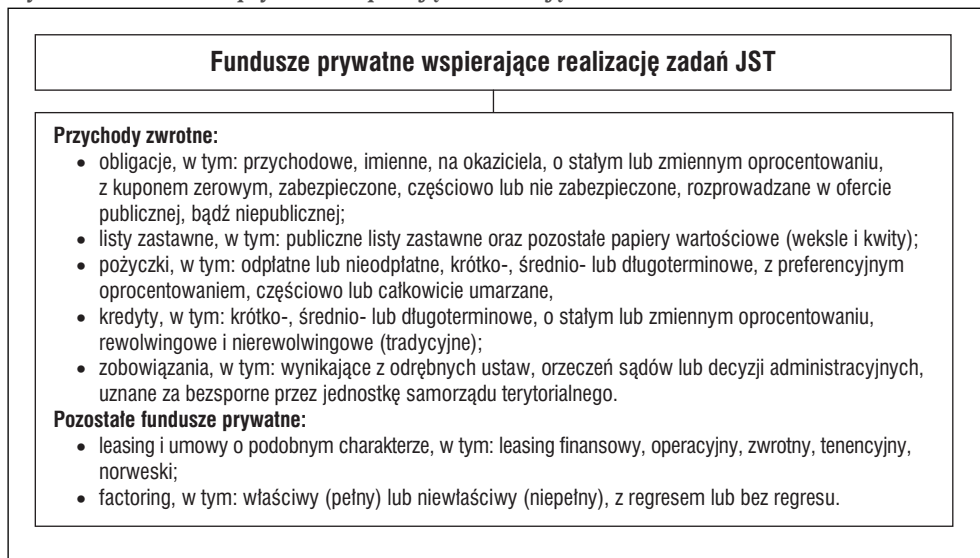 Fundusze prywatne wspierające realizację zadań JST
Przychody zwrotne:
• obligacje, w tym: przychodowe, imienne, na okaziciela, o stałym lub zmiennym oprocentowaniu,
z kuponem zerowym, zabezpieczone, częściowo lub nie zabezpieczone, rozprowadzane w ofercie
publicznej, bądź niepublicznej;
• listy zastawne, w tym: publiczne listy zastawne oraz pozostałe papiery wartościowe (weksle i kwity);
• pożyczki, w tym: odpłatne lub nieodpłatne, krótko-, średnio- lub długoterminowe, z preferencyjnym
oprocentowaniem, częściowo lub całkowicie umarzane,
• kredyty, w tym: krótko-, średnio- lub długoterminowe, o stałym lub zmiennym oprocentowaniu,
rewolwingowe i nierewolwingowe (tradycyjne);
• zobowiązania, w tym: wynikające z odrębnych ustaw, orzeczeń sądów lub decyzji administracyjnych,
uznane za bezsporne przez jednostkę samorządu terytorialnego.
Pozostałe fundusze prywatne:
• leasing i umowy o podobnym charakterze, w tym: leasing finansowy, operacyjny, zwrotny, tenencyjny,
norweski;
• factoring, w tym: właściwy (pełny) lub niewłaściwy (niepełny), z regresem lub bez regresu.